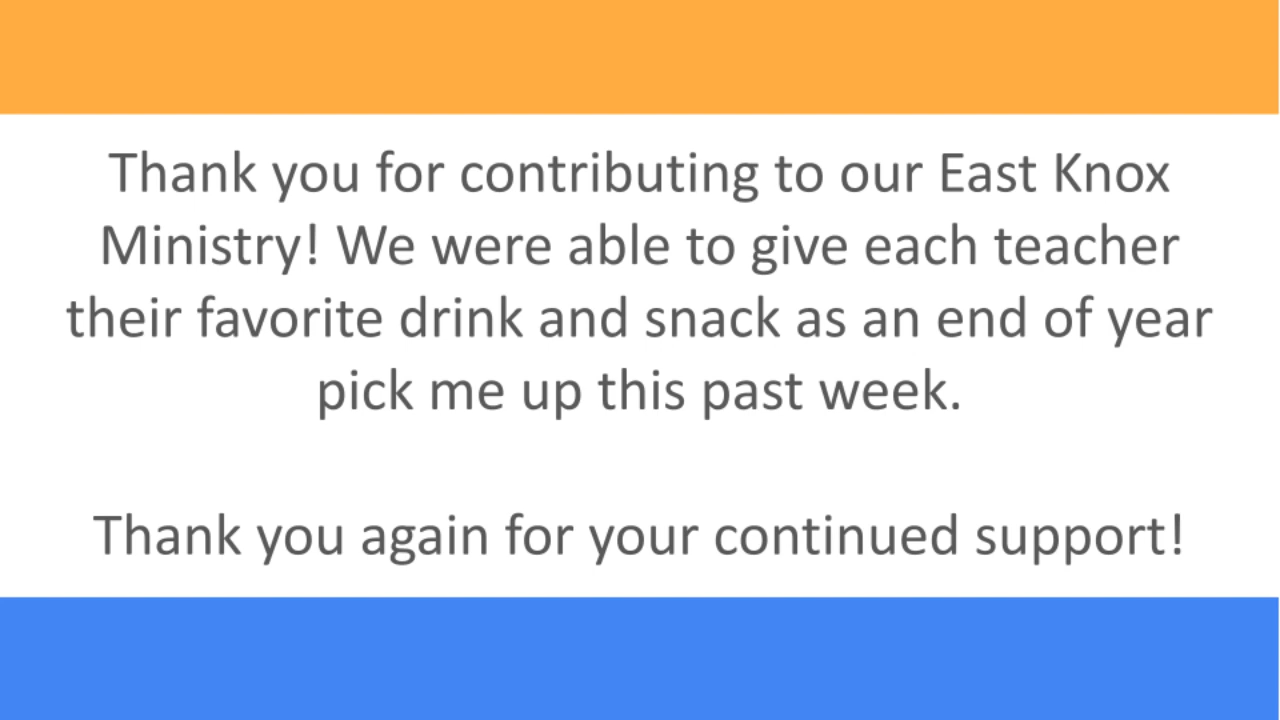 Thank you for contributing to our East Knox
Ministry! We were able to give each teacher
their favorite drink and snack as an end of year
pick me up this past week.
Thank you again for your continued support!